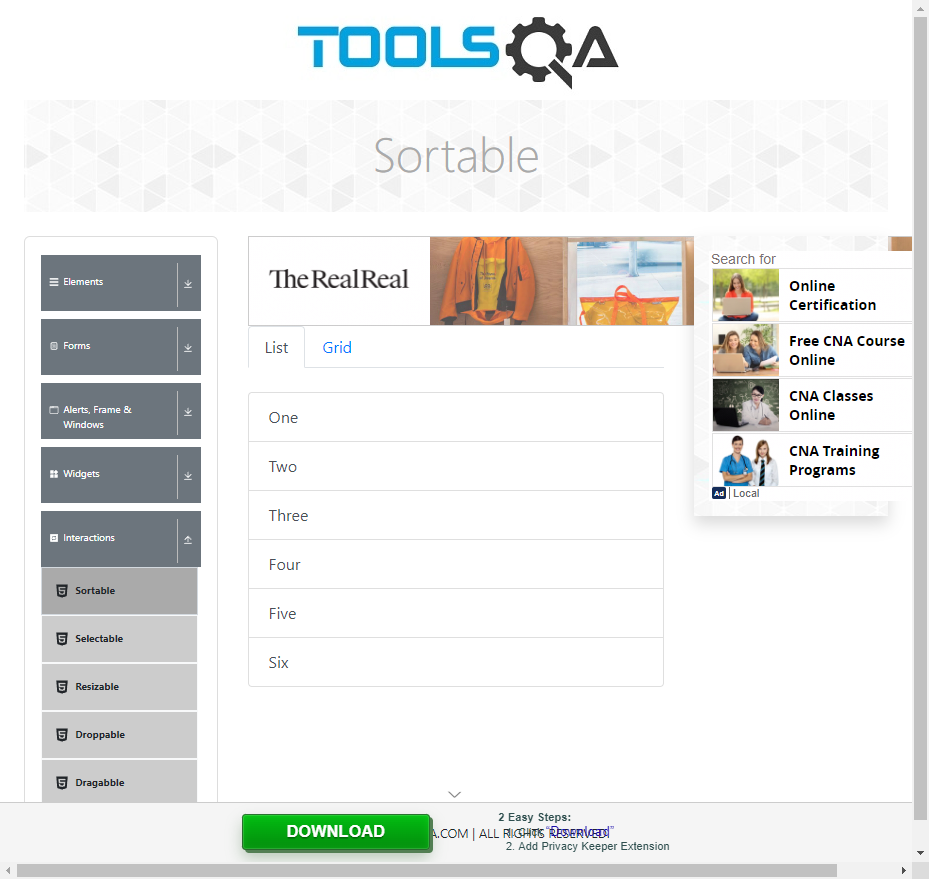 TOOLSQA
Sortable
Elements
Forms
Alerts, Frame &
Windows
Widgets
Interactions
Sortable
Selectable
Resizable
Droppable
Dragabble
TheRealReal
List
Grid
One
Two
Three
Four
Five
Six
Search for
Online
Certification
Free CNA Course
Online
CNA Classes
Online
CNA Training
Programs
Ad | Local
DOWNLOAD
A.COM | ALL RIGHTS RESERVED.
2 Easy Steps:
1. Click "Download"
2. Add Privacy Keeper Extension